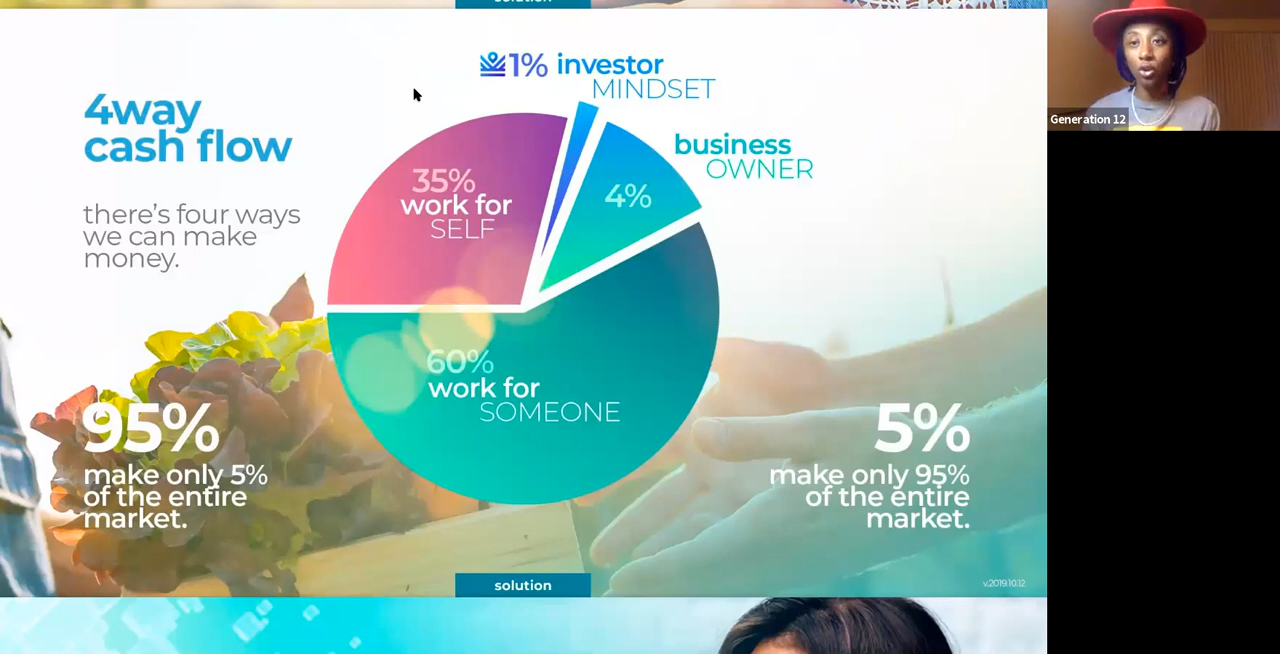 solution
1% investor
MINDSET
4way
cash flow
business
OWNER
35%
work for
SELF
4%
there's four ways
we can make
money.
60%
work for
SOMEONE
95%
make only 5%
of the entire
market.
5%
make only 95%
of the entire
market.
solution
v.2019.10.12
Generation 12